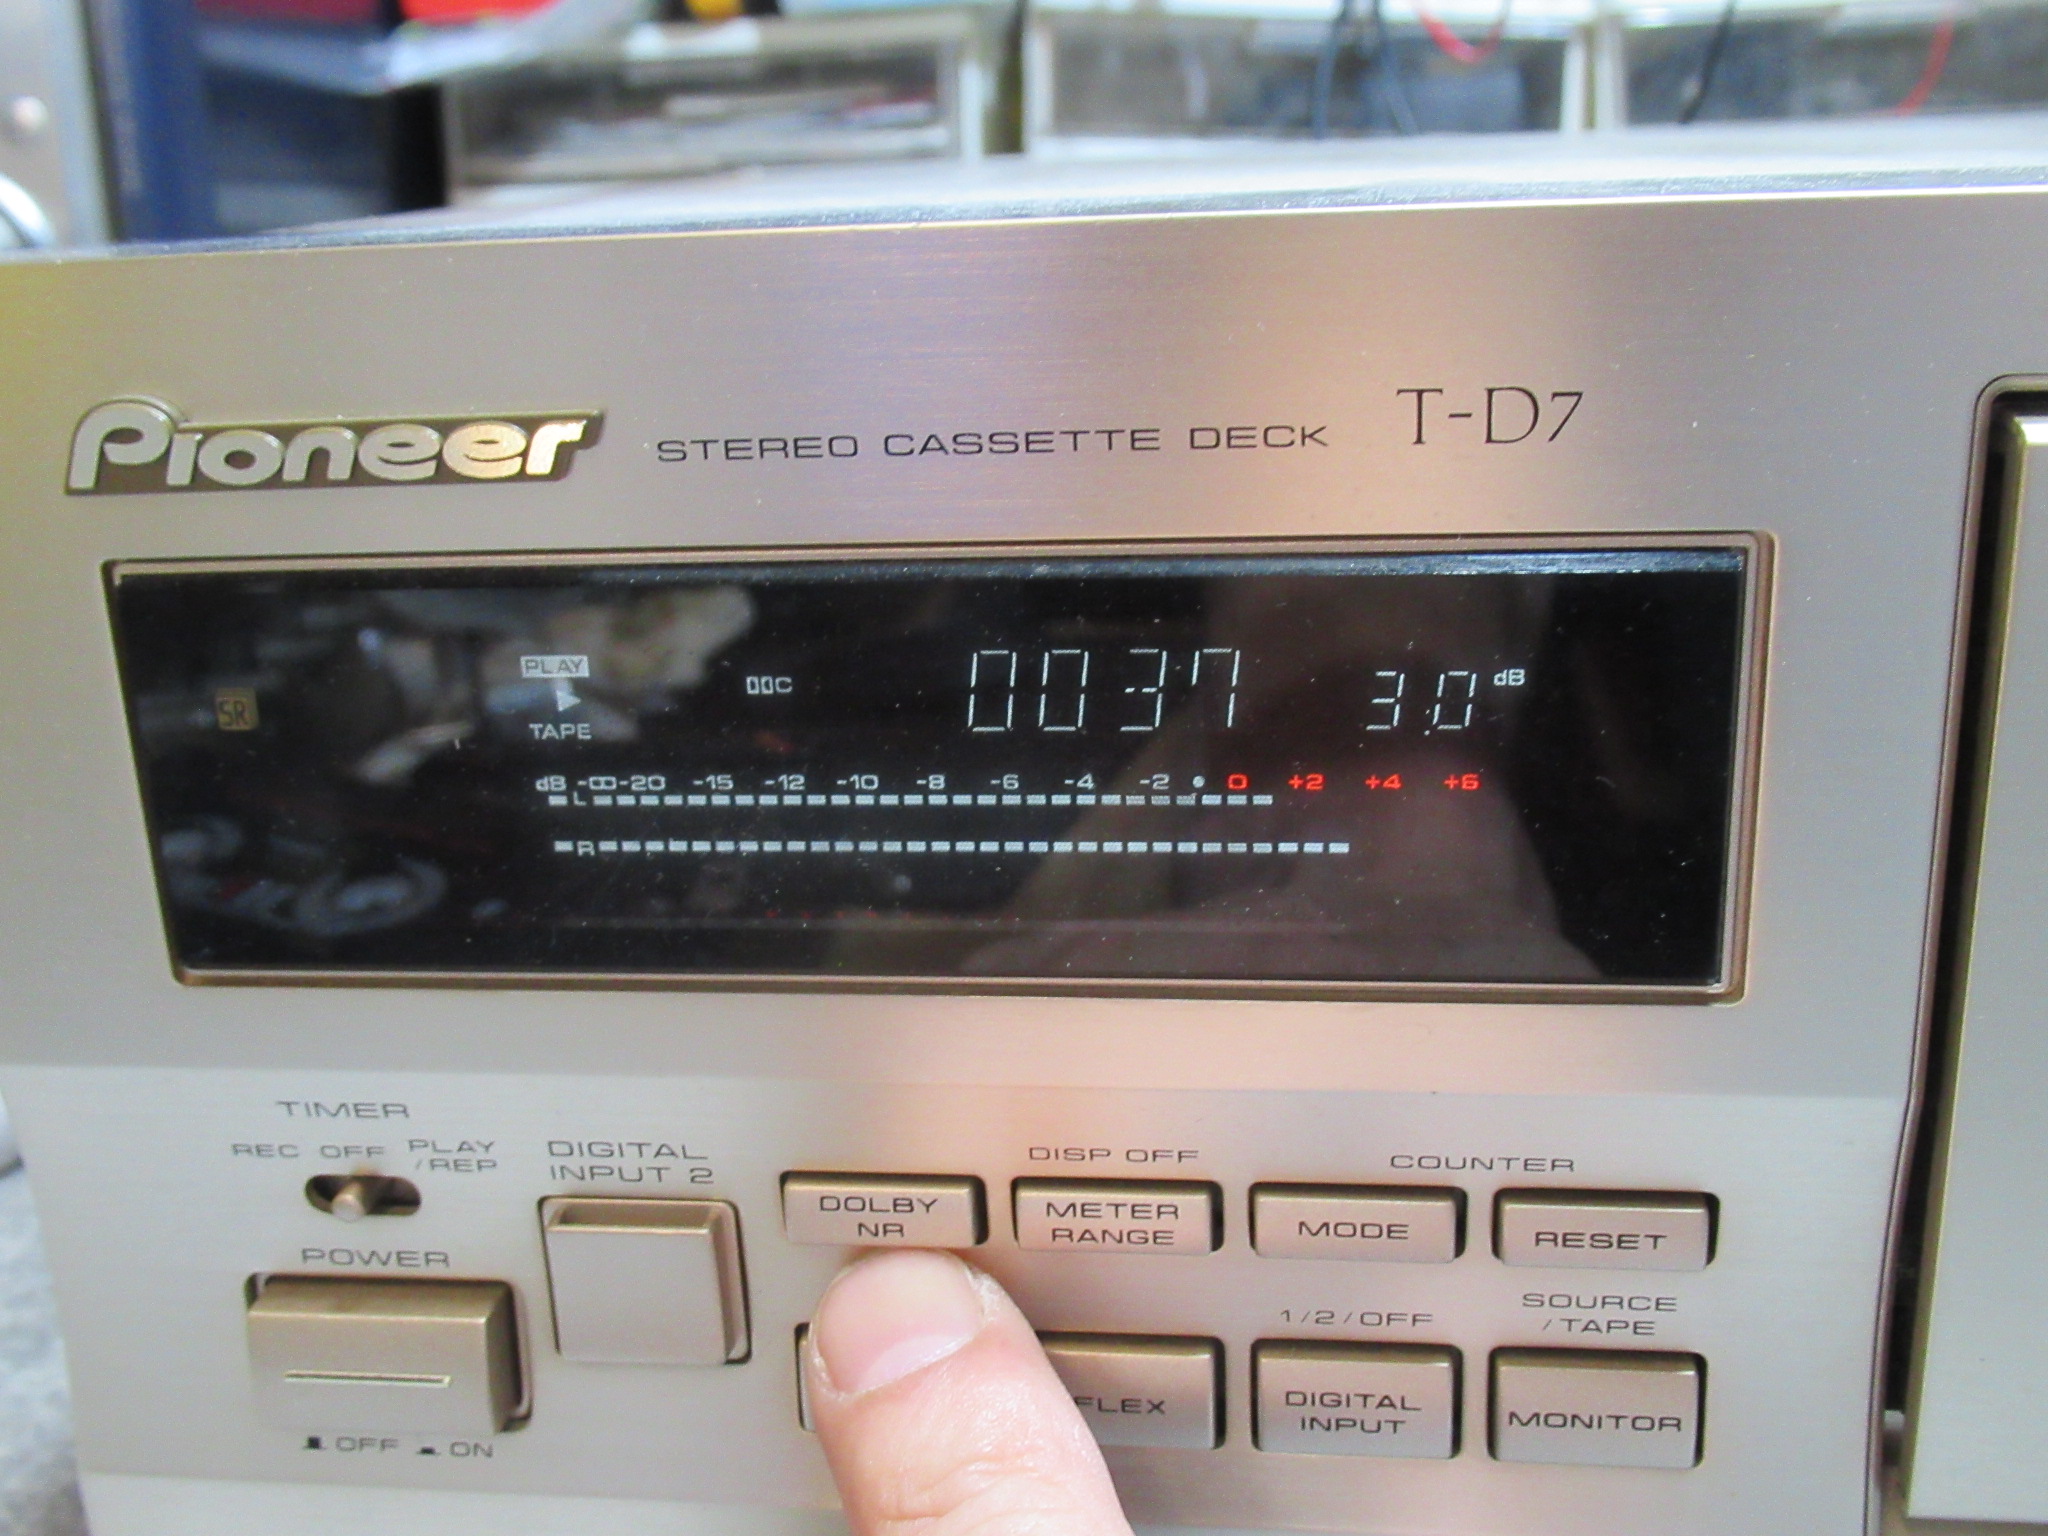 Pioneer STEREO CASSETTE DECK T-D7
PLAY
SR C 0037 3.0 dB
TAPE
dB -∞ -20 -15 -12 -10 -8 -6 -4 -2 0 +2 +4 +6
L
R
TIMER
REC OFF PLAY /REP
DIGITAL INPUT 2
DISP OFF
COUNTER
DOLBY NR
METER RANGE
MODE
RESET
POWER
1/2/OFF
SOURCE /TAPE
FLEX
DIGITAL INPUT
MONITOR
OFF ON